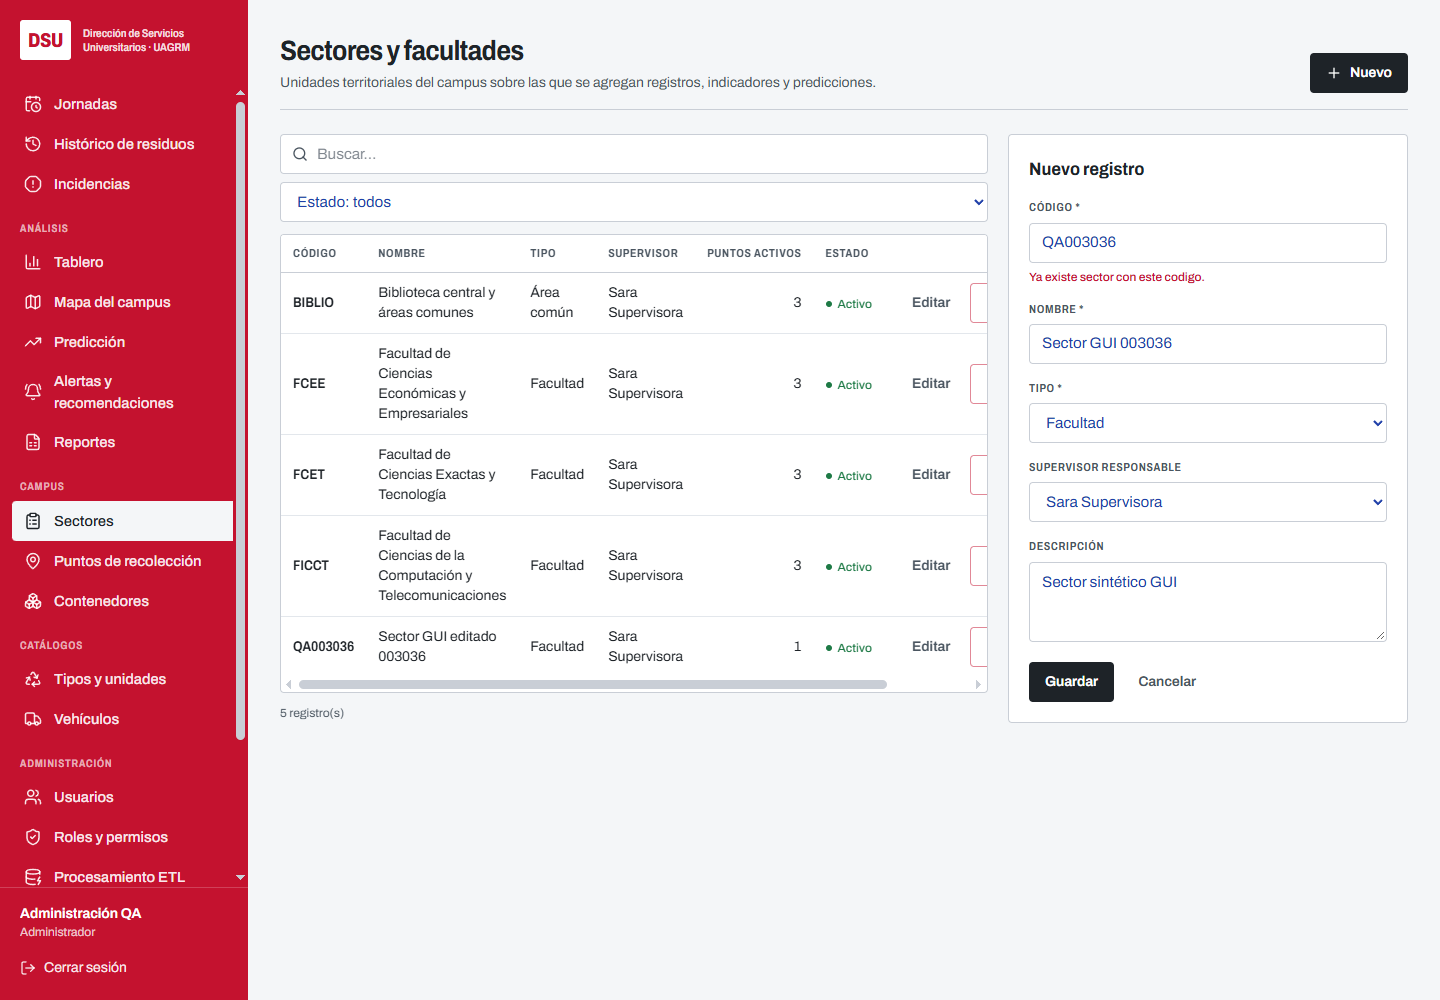 DSU
Dirección de Servicios
Universitarios · UAGRM
Jornadas
Histórico de residuos
Incidencias
ANÁLISIS
Tablero
Mapa del campus
Predicción
Alertas y
recomendaciones
Reportes
CAMPUS
Sectores
Puntos de recolección
Contenedores
CATÁLOGOS
Tipos y unidades
Vehículos
ADMINISTRACIÓN
Usuarios
Roles y permisos
Procesamiento ETL
Administración QA
Administrador
Cerrar sesión
Sectores y facultades
Unidades territoriales del campus sobre las que se agregan registros, indicadores y predicciones.
Nuevo
Buscar...
Estado: todos
CÓDIGO NOMBRE TIPO SUPERVISOR PUNTOS ACTIVOS ESTADO
BIBLIO Biblioteca central y áreas comunes Área común Sara Supervisora 3 Activo Editar
FCEE Facultad de Ciencias Económicas y Empresariales Facultad Sara Supervisora 3 Activo Editar
FCET Facultad de Ciencias Exactas y Tecnología Facultad Sara Supervisora 3 Activo Editar
FICCT Facultad de Ciencias de la Computación y Telecomunicaciones Facultad Sara Supervisora 3 Activo Editar
QA003036 Sector GUI editado 003036 Facultad Sara Supervisora 1 Activo Editar
5 registro(s)
Nuevo registro
CÓDIGO *
QA003036
Ya existe sector con este codigo.
NOMBRE *
Sector GUI 003036
TIPO *
Facultad
SUPERVISOR RESPONSABLE
Sara Supervisora
DESCRIPCIÓN
Sector sintético GUI
Guardar Cancelar